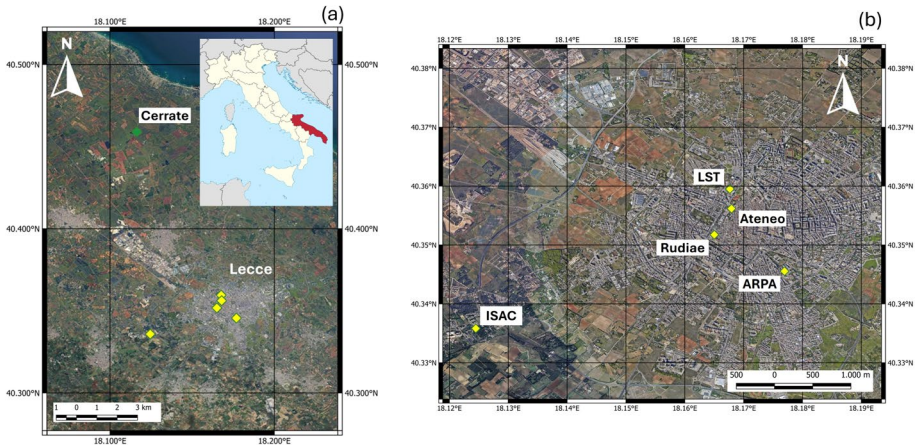 (a)
18.100°E 18.200°E
N
40.500°N 40.500°N
Cerrate
40.400°N 40.400°N
Lecce
40.300°N 40.300°N
1 0 1 2 3 km
18.100°E 18.200°E
(b)
18.12°E 18.13°E 18.14°E 18.15°E 18.16°E 18.17°E 18.18°E 18.19°E
40.38°N 40.38°N
N
40.37°N 40.37°N
LST
40.36°N 40.36°N
Ateneo
Rudiae
40.35°N 40.35°N
ARPA
40.34°N 40.34°N
ISAC
40.33°N 40.33°N
500 0 500 1.000 m
18.12°E 18.13°E 18.14°E 18.15°E 18.16°E 18.17°E 18.18°E 18.19°E